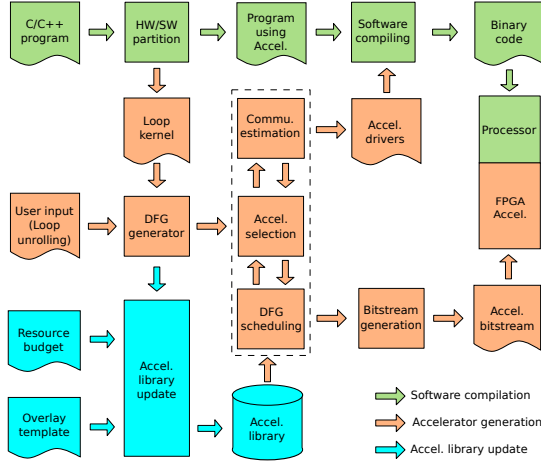 C/C++
program
HW/SW
partition
Program
using
Accel.
Software
compiling
Binary
code
Loop
kernel
Commu.
estimation
Accel.
drivers
Processor
FPGA
Accel.
User input
(Loop
unrolling)
DFG
generator
Accel.
selection
Resource
budget
Accel.
library
update
DFG
scheduling
Bitstream
generation
Accel.
bitstream
Overlay
template
Accel.
library
Software compilation
Accelerator generation
Accel. library update